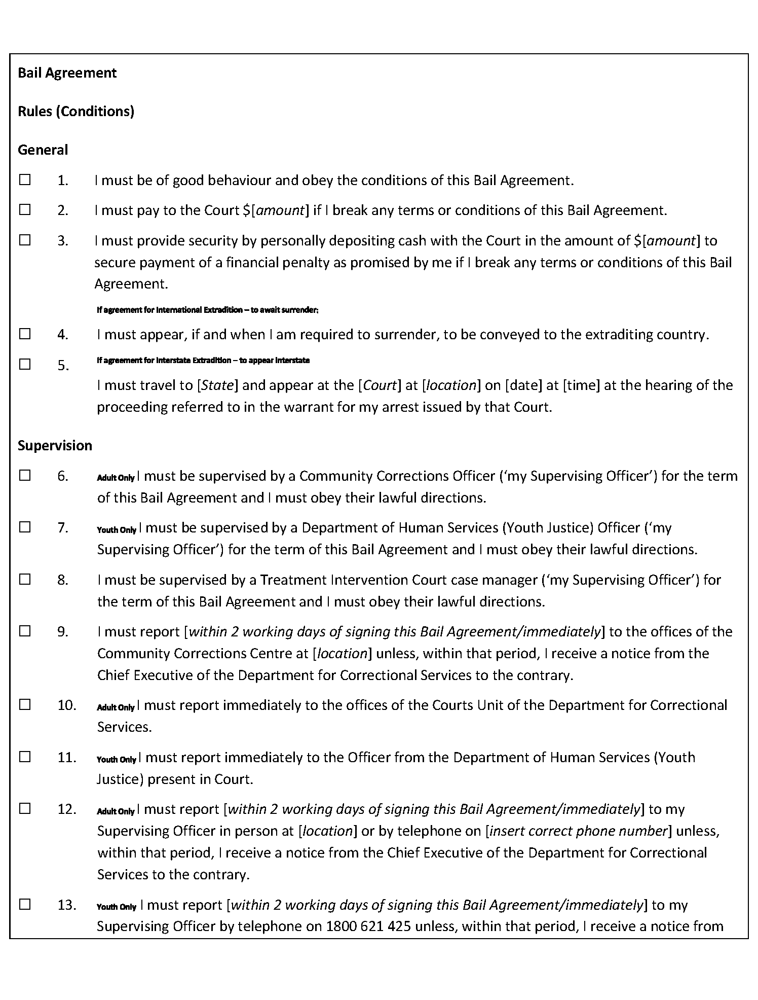 Bail Agreement
Rules (Conditions)
General
☐ 1. I must be of good behaviour and obey the conditions of this Bail Agreement.
☐ 2. I must pay to the Court $[amount] if I break any terms or conditions of this Bail Agreement.
☐ 3. I must provide security by personally depositing cash with the Court in the amount of $[amount] to
secure payment of a financial penalty as promised by me if I break any terms or conditions of this Bail
Agreement.
If agreement for International Extradition – to await surrender:
☐ 4. I must appear, if and when I am required to surrender, to be conveyed to the extraditing country.
☐ 5. If agreement for Interstate Extradition – to appear interstate
I must travel to [State] and appear at the [Court] at [location] on [date] at [time] at the hearing of the
proceeding referred to in the warrant for my arrest issued by that Court.
Supervision
☐ 6. Adult Only I must be supervised by a Community Corrections Officer (‘my Supervising Officer’) for the term
of this Bail Agreement and I must obey their lawful directions.
☐ 7. Youth Only I must be supervised by a Department of Human Services (Youth Justice) Officer (‘my
Supervising Officer’) for the term of this Bail Agreement and I must obey their lawful directions.
☐ 8. I must be supervised by a Treatment Intervention Court case manager (‘my Supervising Officer’) for
the term of this Bail Agreement and I must obey their lawful directions.
☐ 9. I must report [within 2 working days of signing this Bail Agreement/immediately] to the offices of the
Community Corrections Centre at [location] unless, within that period, I receive a notice from the
Chief Executive of the Department for Correctional Services to the contrary.
☐ 10. Adult Only I must report immediately to the offices of the Courts Unit of the Department for Correctional
Services.
☐ 11. Youth Only I must report immediately to the Officer from the Department of Human Services (Youth
Justice) present in Court.
☐ 12. Adult Only I must report [within 2 working days of signing this Bail Agreement/immediately] to my
Supervising Officer in person at [location] or by telephone on [insert correct phone number] unless,
within that period, I receive a notice from the Chief Executive of the Department for Correctional
Services to the contrary.
☐ 13. Youth Only I must report [within 2 working days of signing this Bail Agreement/immediately] to my
Supervising Officer by telephone on 1800 621 425 unless, within that period, I receive a notice from